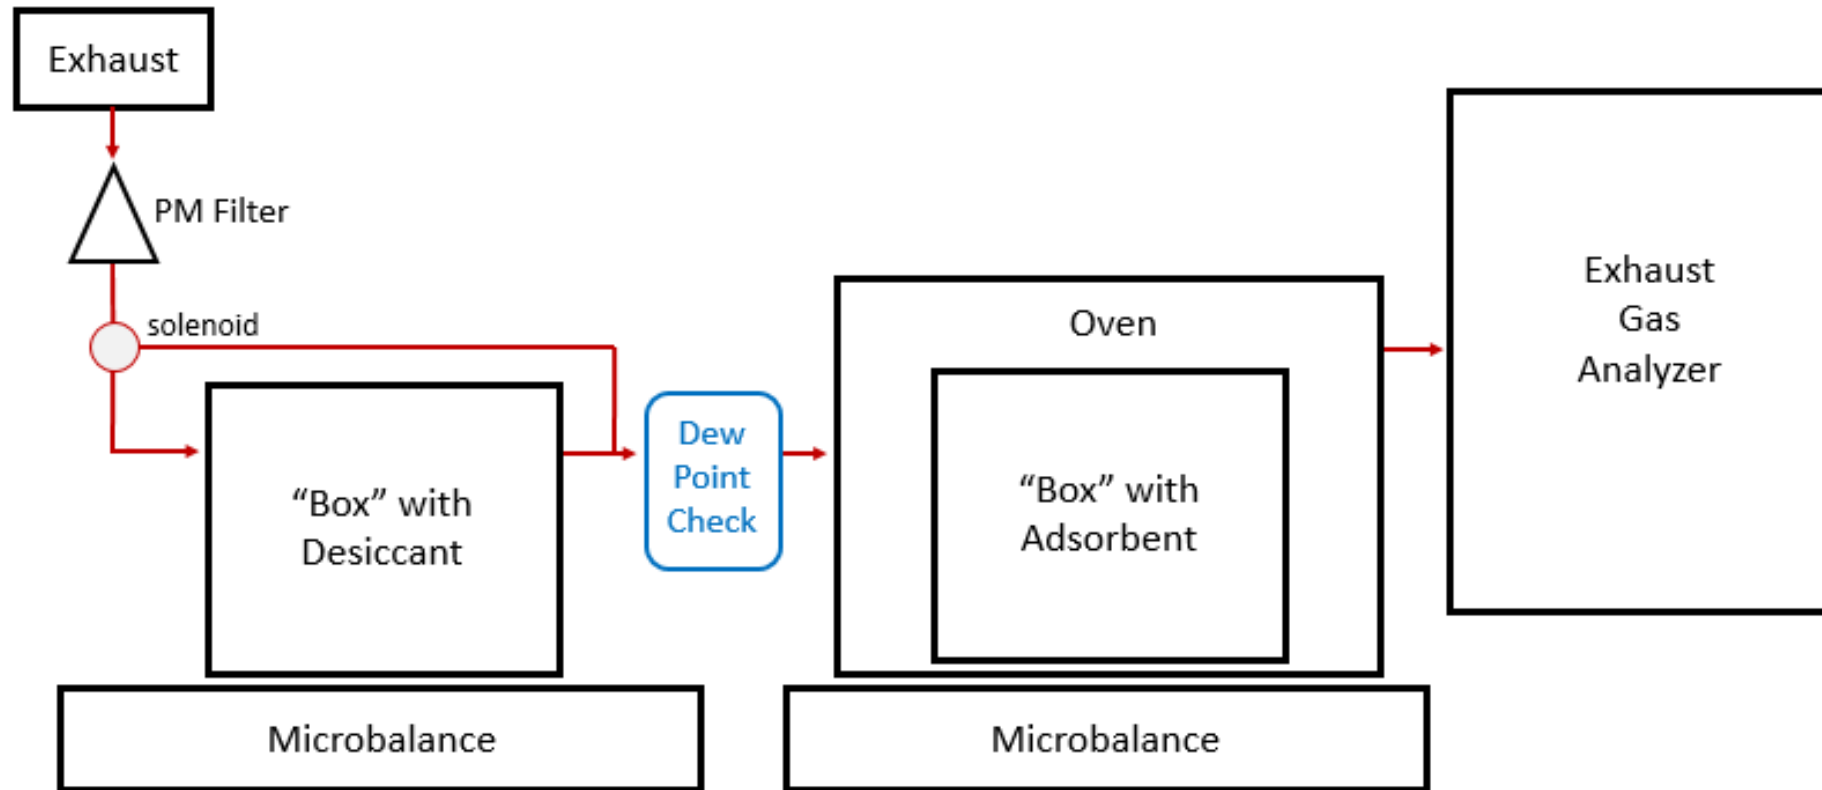 Exhaust
PM Filter
solenoid
Dew
Point
Check
"Box" with
Desiccant
Microbalance
Oven
"Box" with
Adsorbent
Microbalance
Exhaust
Gas
Analyzer